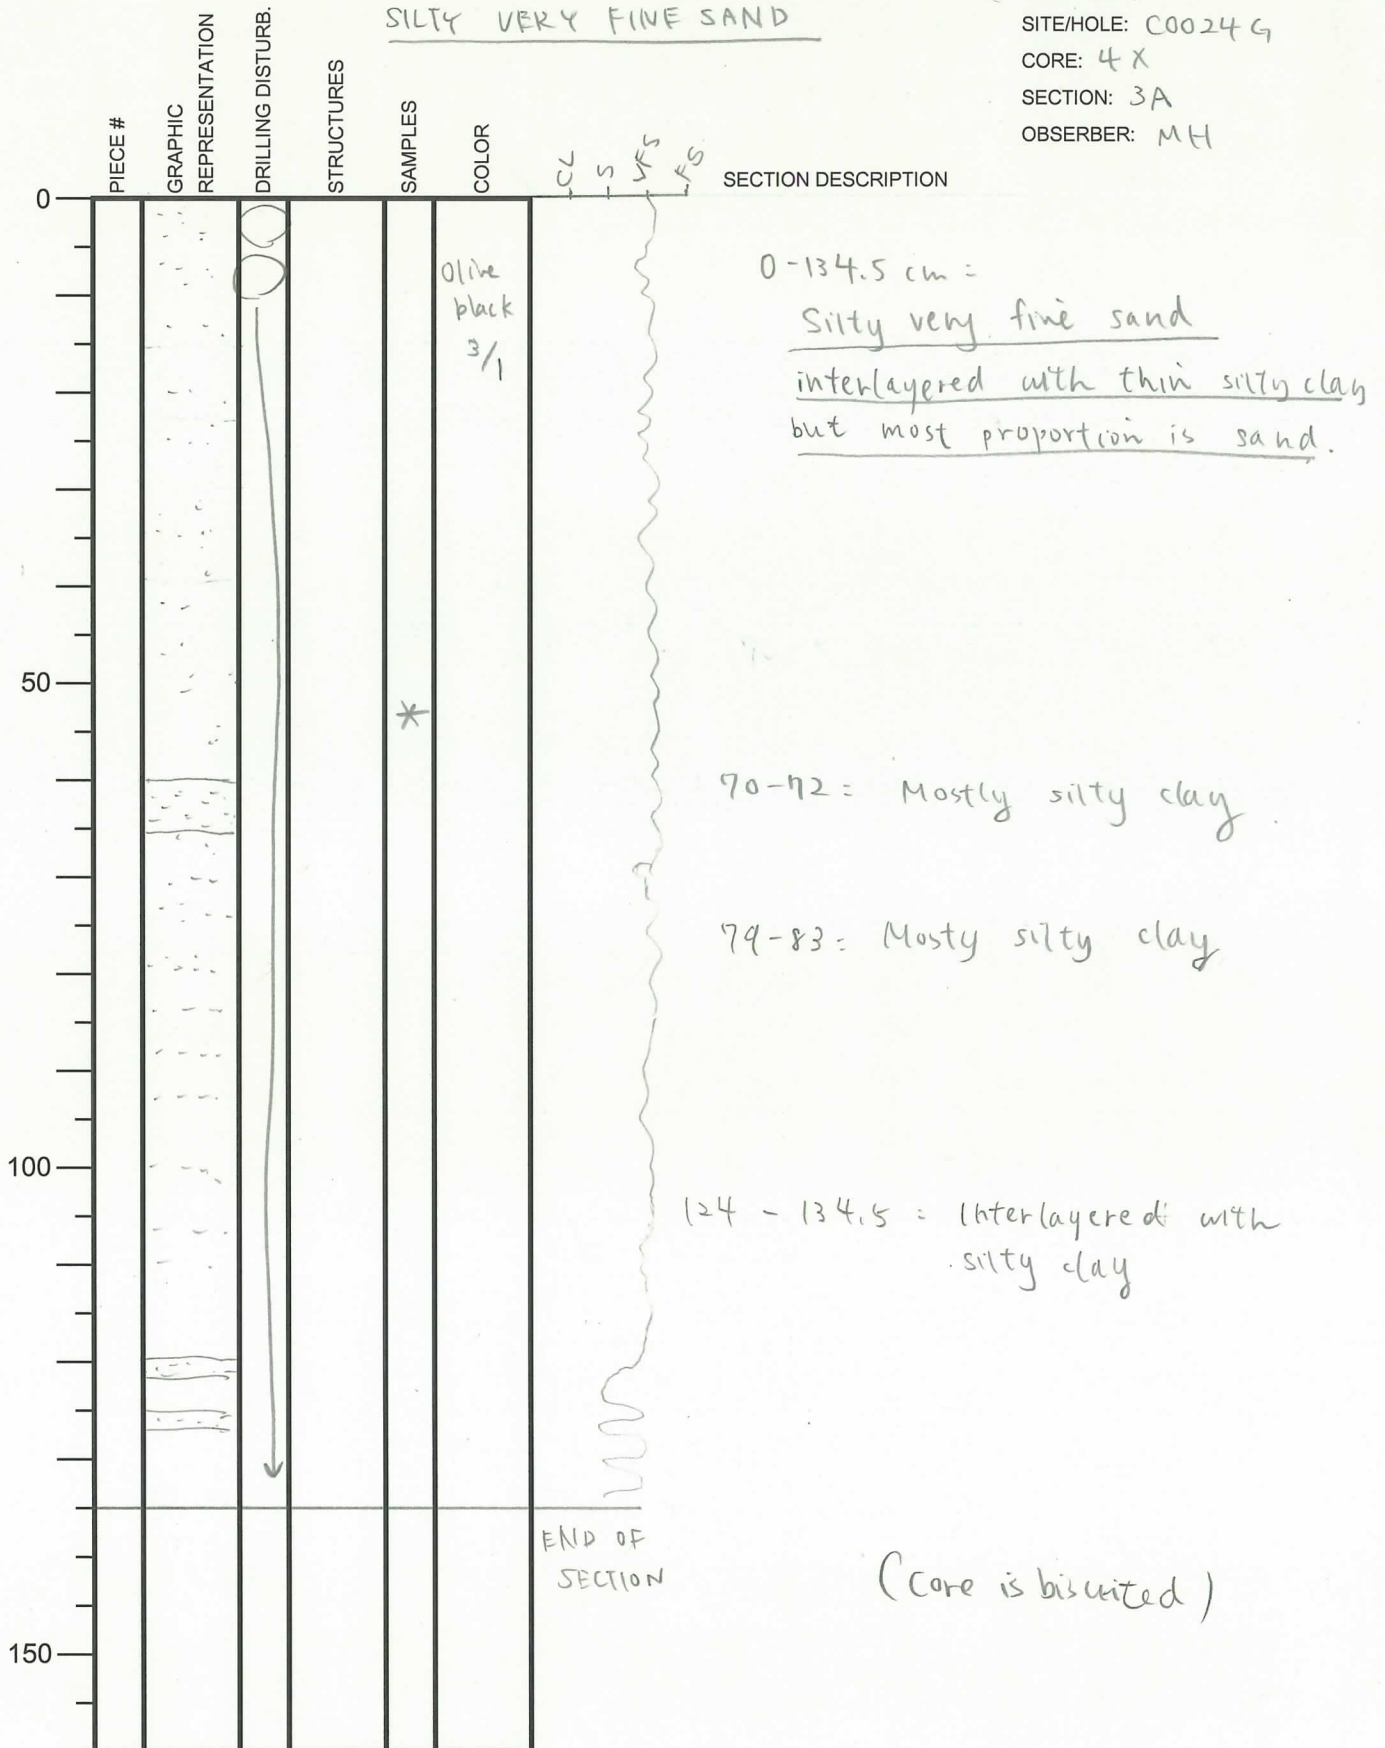 SILTY VERY FINE SAND
SITE/HOLE: C0024G
CORE: 4X
SECTION: 3A
OBSERBER: MH
PIECE #
GRAPHIC
REPRESENTATION
DRILLING DISTURB.
STRUCTURES
SAMPLES
COLOR
CL
S
VFS
FS
SECTION DESCRIPTION
0
Olive
black
3/1
0-134.5 cm =
Silty very fine sand
interlayered with thin silty clay
but most proportion is sand.
50
*
70-72 = Mostly silty clay
79-83 = Mosty silty clay
100
124 - 134.5 = Interlayered with
silty clay
END OF
SECTION
(core is biscuited)
150